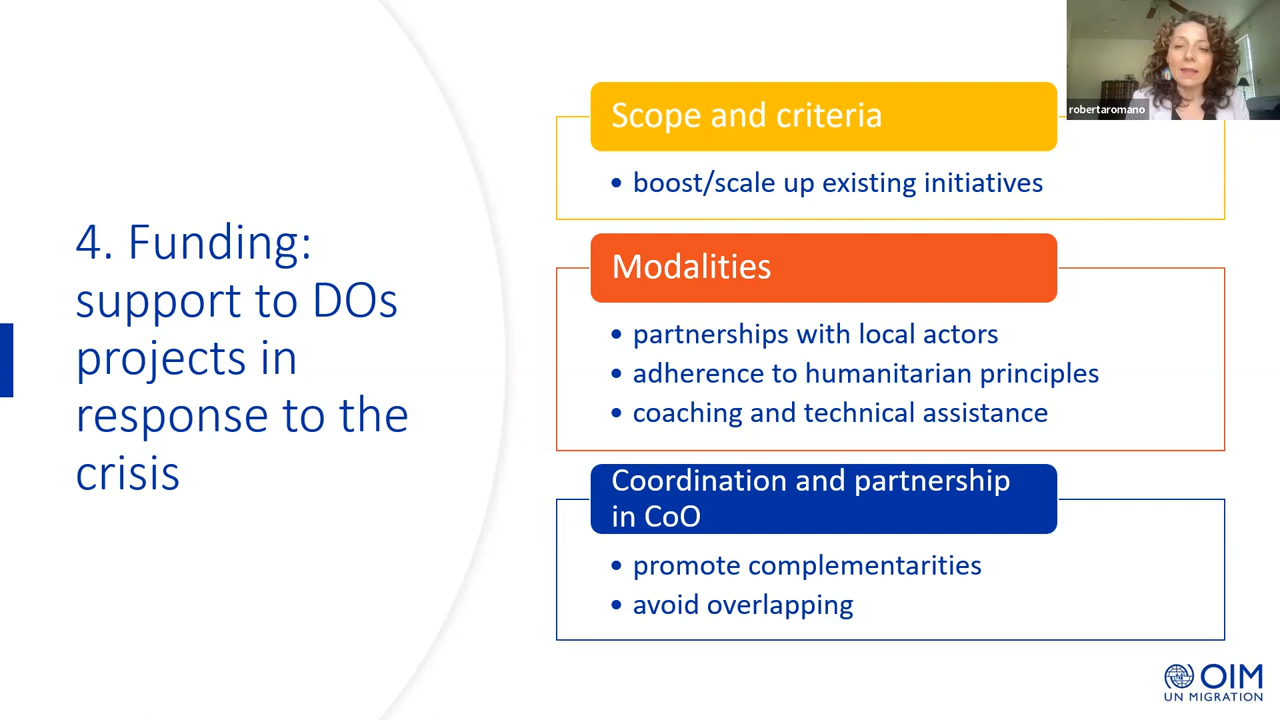 4. Funding:
support to DOs
projects in
response to the
crisis
Scope and criteria
• boost/scale up existing initiatives
Modalities
• partnerships with local actors
• adherence to humanitarian principles
• coaching and technical assistance
Coordination and partnership
in CoO
• promote complementarities
• avoid overlapping
robertaromano
OIM
UN MIGRATION